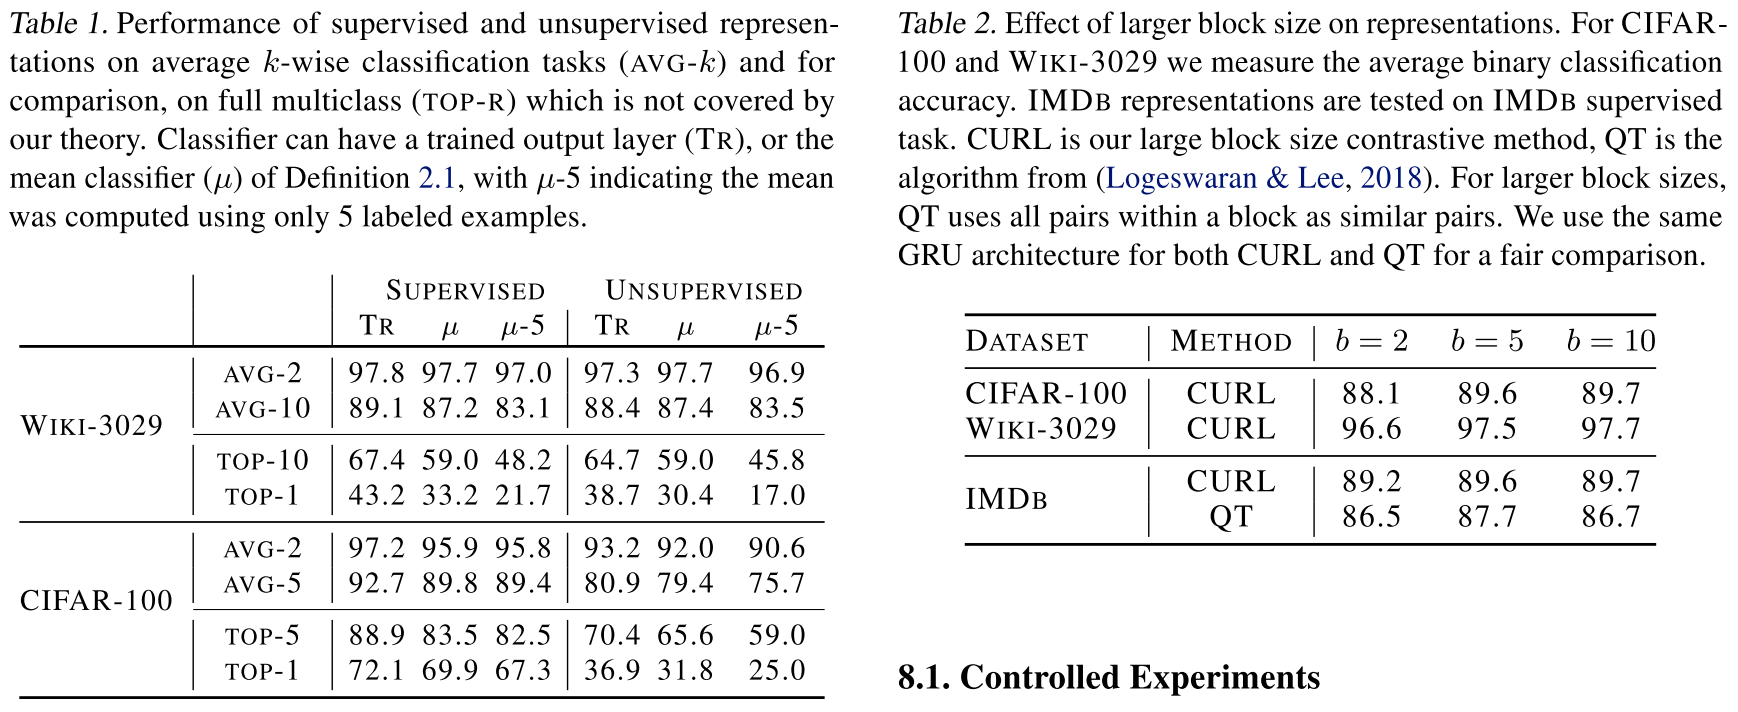 Table 1. Performance of supervised and unsupervised represen-
tations on average k-wise classification tasks (AVG-k) and for
comparison, on full multiclass (TOP-R) which is not covered by
our theory. Classifier can have a trained output layer (TR), or the
mean classifier (μ) of Definition 2.1, with μ-5 indicating the mean
was computed using only 5 labeled examples.
SUPERVISED UNSUPERVISED
TR μ μ-5 TR μ μ-5
WIKI-3029
AVG-2 97.8 97.7 97.0 97.3 97.7 96.9
AVG-10 89.1 87.2 83.1 88.4 87.4 83.5
TOP-10 67.4 59.0 48.2 64.7 59.0 45.8
TOP-1 43.2 33.2 21.7 38.7 30.4 17.0
CIFAR-100
AVG-2 97.2 95.9 95.8 93.2 92.0 90.6
AVG-5 92.7 89.8 89.4 80.9 79.4 75.7
TOP-5 88.9 83.5 82.5 70.4 65.6 59.0
TOP-1 72.1 69.9 67.3 36.9 31.8 25.0
Table 2. Effect of larger block size on representations. For CIFAR-
100 and WIKI-3029 we measure the average binary classification
accuracy. IMDB representations are tested on IMDB supervised
task. CURL is our large block size contrastive method, QT is the
algorithm from (Logeswaran & Lee, 2018). For larger block sizes,
QT uses all pairs within a block as similar pairs. We use the same
GRU architecture for both CURL and QT for a fair comparison.
DATASET METHOD b = 2 b = 5 b = 10
CIFAR-100 CURL 88.1 89.6 89.7
WIKI-3029 CURL 96.6 97.5 97.7
IMDB
CURL 89.2 89.6 89.7
QT 86.5 87.7 86.7
8.1. Controlled Experiments